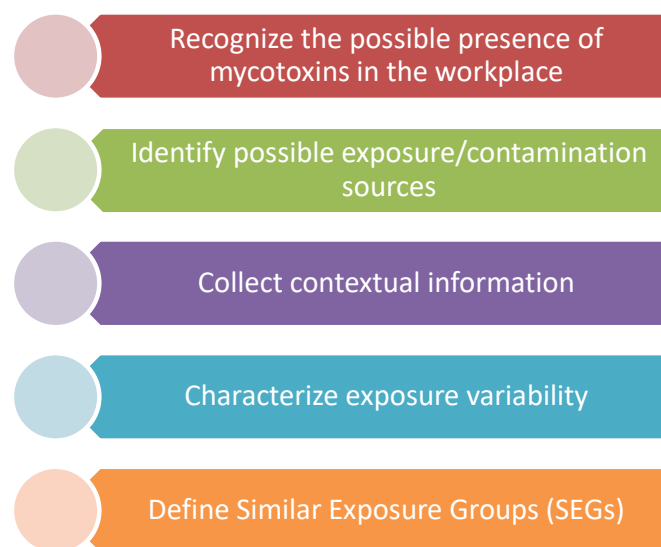 Recognize the possible presence of
mycotoxins in the workplace
Identify possible exposure/contamination
sources
Collect contextual information
Characterize exposure variability
Define Similar Exposure Groups (SEGs)